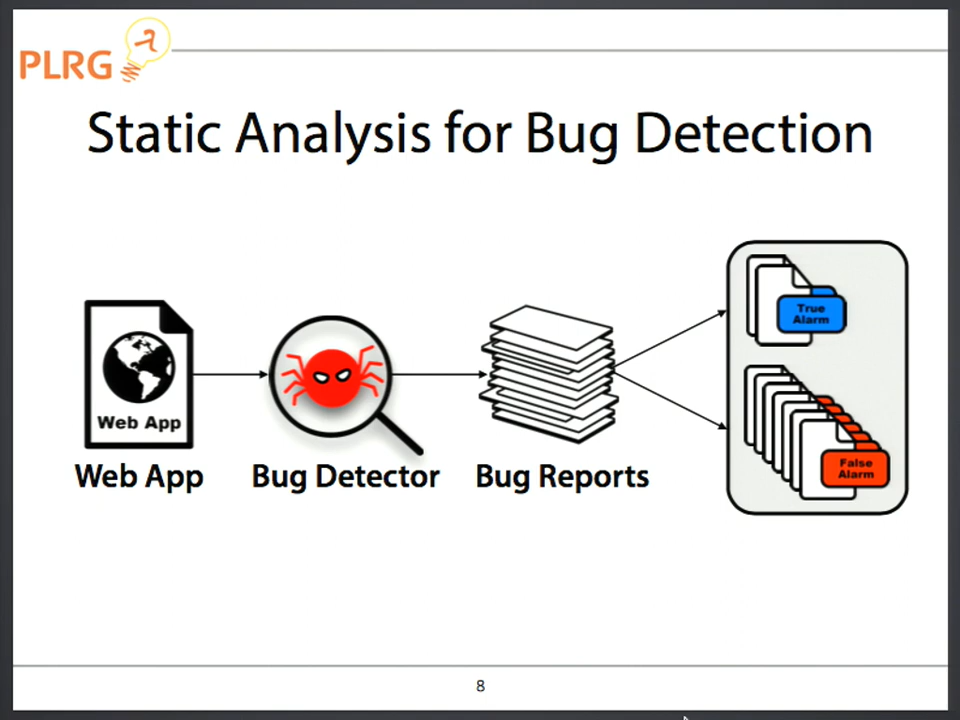 PLRG
Static Analysis for Bug Detection
Web App
Web App
Bug Detector
Bug Reports
True
Alarm
False
Alarm
8